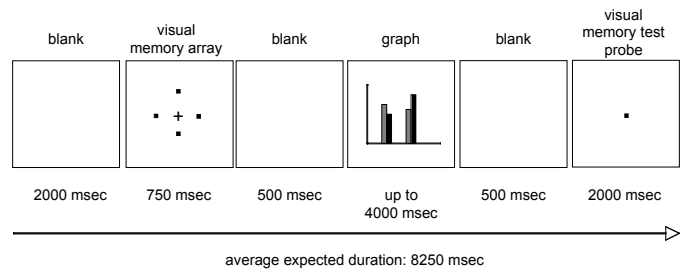 blank
visual
memory array
blank
graph
blank
visual
memory test
probe
2000 msec
750 msec
500 msec
up to
4000 msec
500 msec
2000 msec
average expected duration: 8250 msec